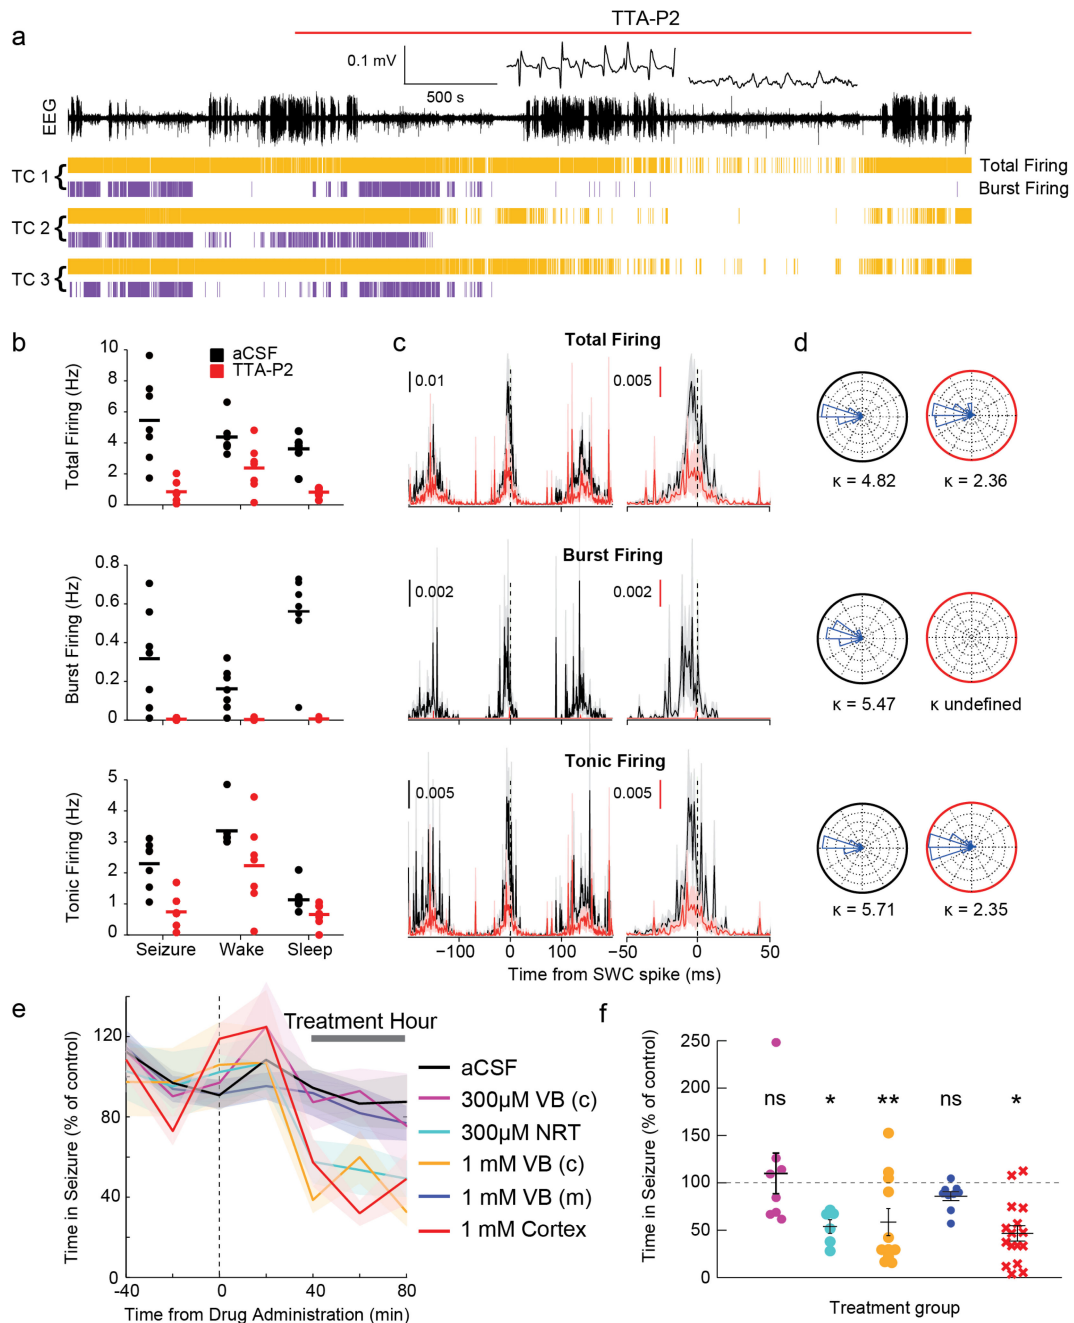 TTA-P2
a
0.1 mV
500 s
EEG
TC 1 {
Total Firing
Burst Firing
TC 2 {
TC 3 {
b
aCSF
TTA-P2
Total Firing (Hz)
10
8
6
4
2
0
Burst Firing (Hz)
0.8
0.6
0.4
0.2
0
Tonic Firing (Hz)
5
4
3
2
1
0
Seizure Wake Sleep
c
Total Firing
0.01
0.005
Burst Firing
0.002
0.002
Tonic Firing
0.005
0.005
−100 0 100 −50 0 50
Time from SWC spike (ms)
d
κ = 4.82 κ = 2.36
κ = 5.47 κ undefined
κ = 5.71 κ = 2.35
e
Time in Seizure (% of control)
120
80
40
0
-40 -20 0 20 40 60 80
Time from Drug Administration (min)
Treatment Hour
aCSF
300µM VB (c)
300µM NRT
1 mM VB (c)
1 mM VB (m)
1 mM Cortex
f
Time in Seizure (% of control)
250
200
150
100
50
0
ns * ** ns *
Treatment group